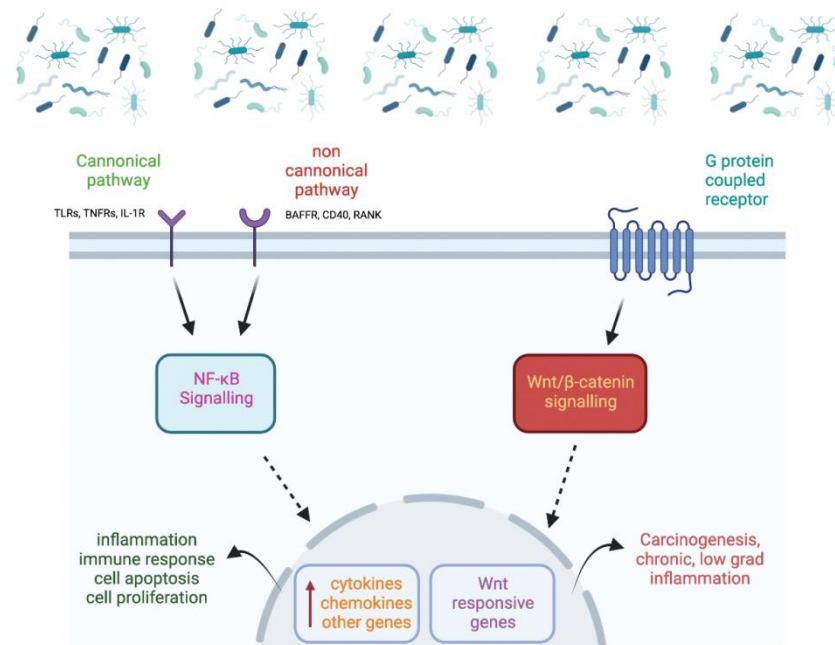 Cannonical
pathway
TLRs, TNFRs, IL-1R
non
cannonical
pathway
BAFFR, CD40, RANK
G protein
coupled
receptor
NF-κB
Signalling
Wnt/β-catenin
signalling
inflammation
immune response
cell apoptosis
cell proliferation
cytokines
chemokines
other genes
Wnt
responsive
genes
Carcinogenesis,
chronic, low grad
inflammation